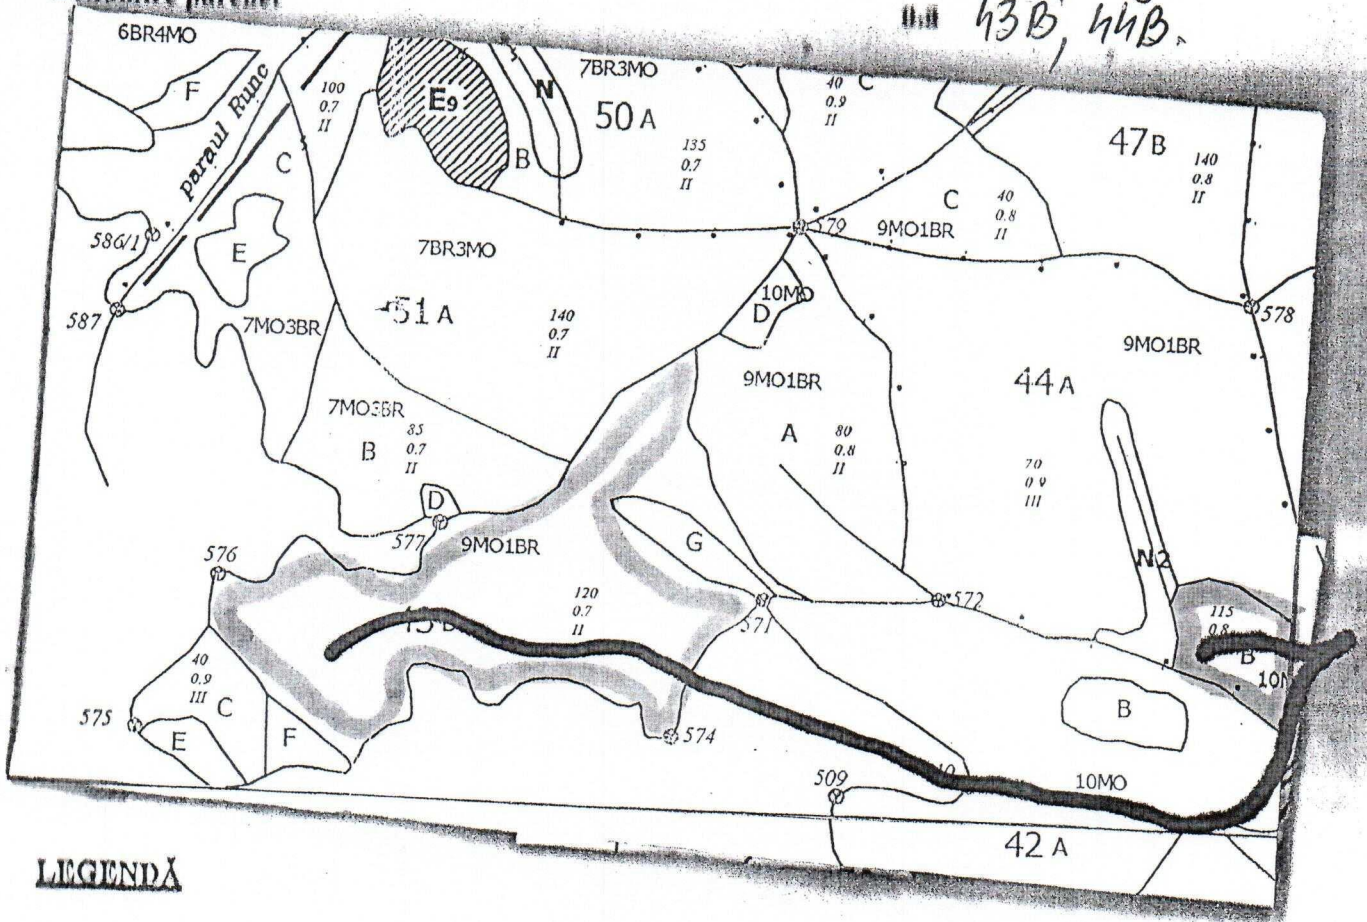 43B, 44B.
6BR4MO
F
paraul Runc
100
0.7
II
C
E9
N
B
7BR3MO
50 A
135
0.7
II
40
0.9
II
C
47 B
140
0.8
II
C
40
0.8
II
9MO1BR
579
586/1
E
587
7MO3BR
7BR3MO
51 A
140
0.7
II
10MO
D
578
9MO1BR
9MO1BR
44 A
7MO3BR
B
85
0.7
II
A
80
0.8
II
70
0.9
III
D
577
576
9MO1BR
G
N2
120
0.7
II
571
572
115
0.8
B
40
0.9
III
C
575
E
F
574
B
509
10MO
42 A
LEGENDĂ